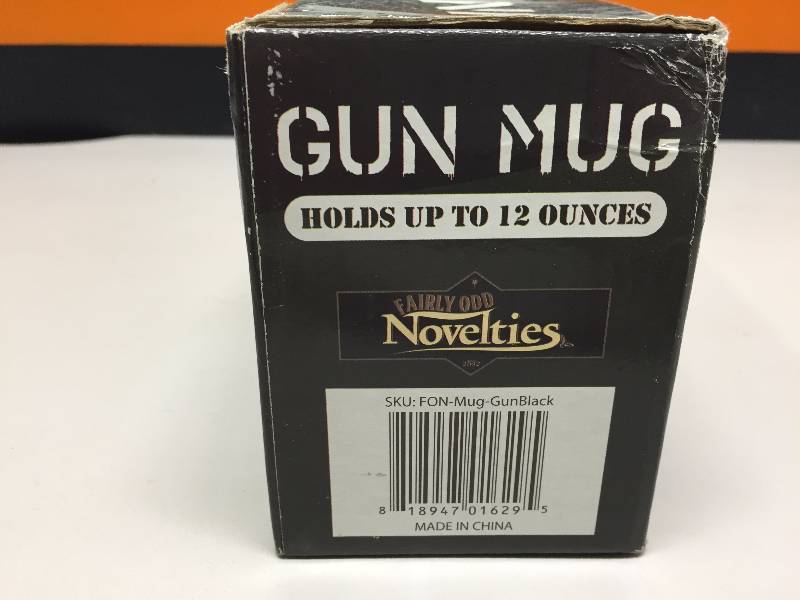 GUN MUG
HOLDS UP TO 12 OUNCES
FAIRLY ODD
Novelties
SKU: FON-Mug-GunBlack
8 18947 01629 5
MADE IN CHINA